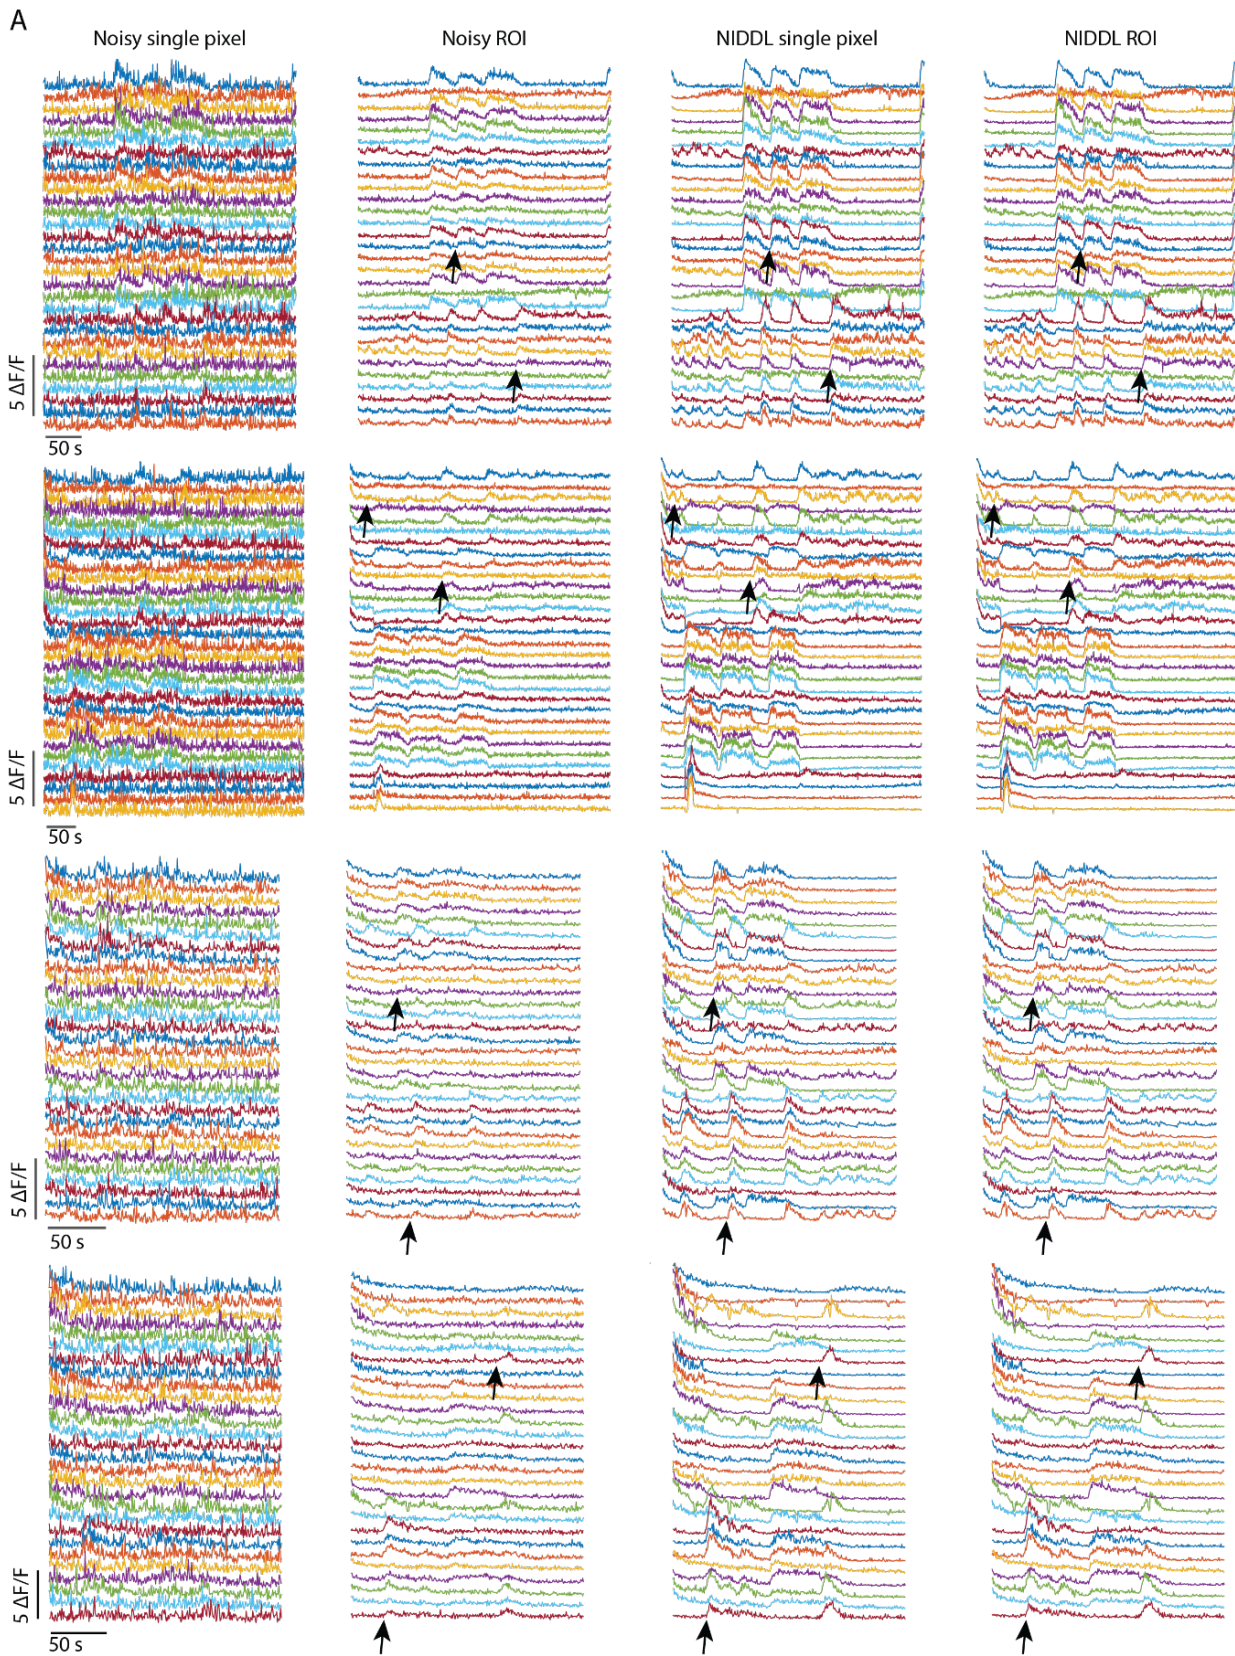 A
Noisy single pixel
Noisy ROI
NIDDL single pixel
NIDDL ROI
5 ΔF/F
50 s
5 ΔF/F
50 s
5 ΔF/F
50 s
5 ΔF/F
50 s